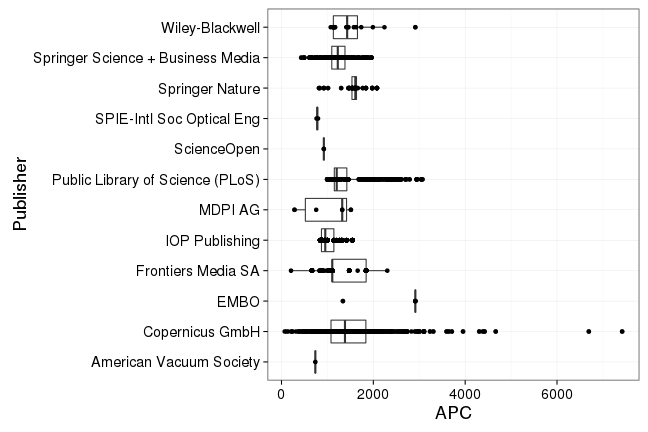 Publisher
Wiley-Blackwell
Springer Science + Business Media
Springer Nature
SPIE-Intl Soc Optical Eng
ScienceOpen
Public Library of Science (PLoS)
MDPI AG
IOP Publishing
Frontiers Media SA
EMBO
Copernicus GmbH
American Vacuum Society
0 2000 4000 6000
APC